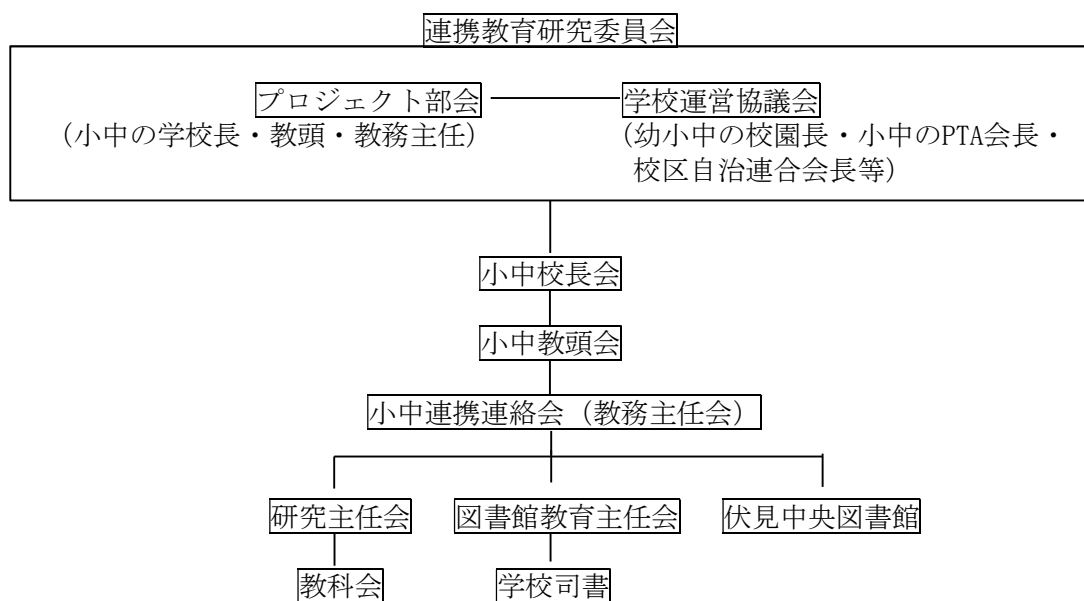 連携教育研究委員会
プロジェクト部会 学校運営協議会
（小中の学校長・教頭・教務主任） （幼小中の校園長・小中のPTA会長・
校区自治連合会長等）
小中校長会
小中教頭会
小中連携連絡会（教務主任会）
研究主任会 図書館教育主任会 伏見中央図書館
教科会 学校司書